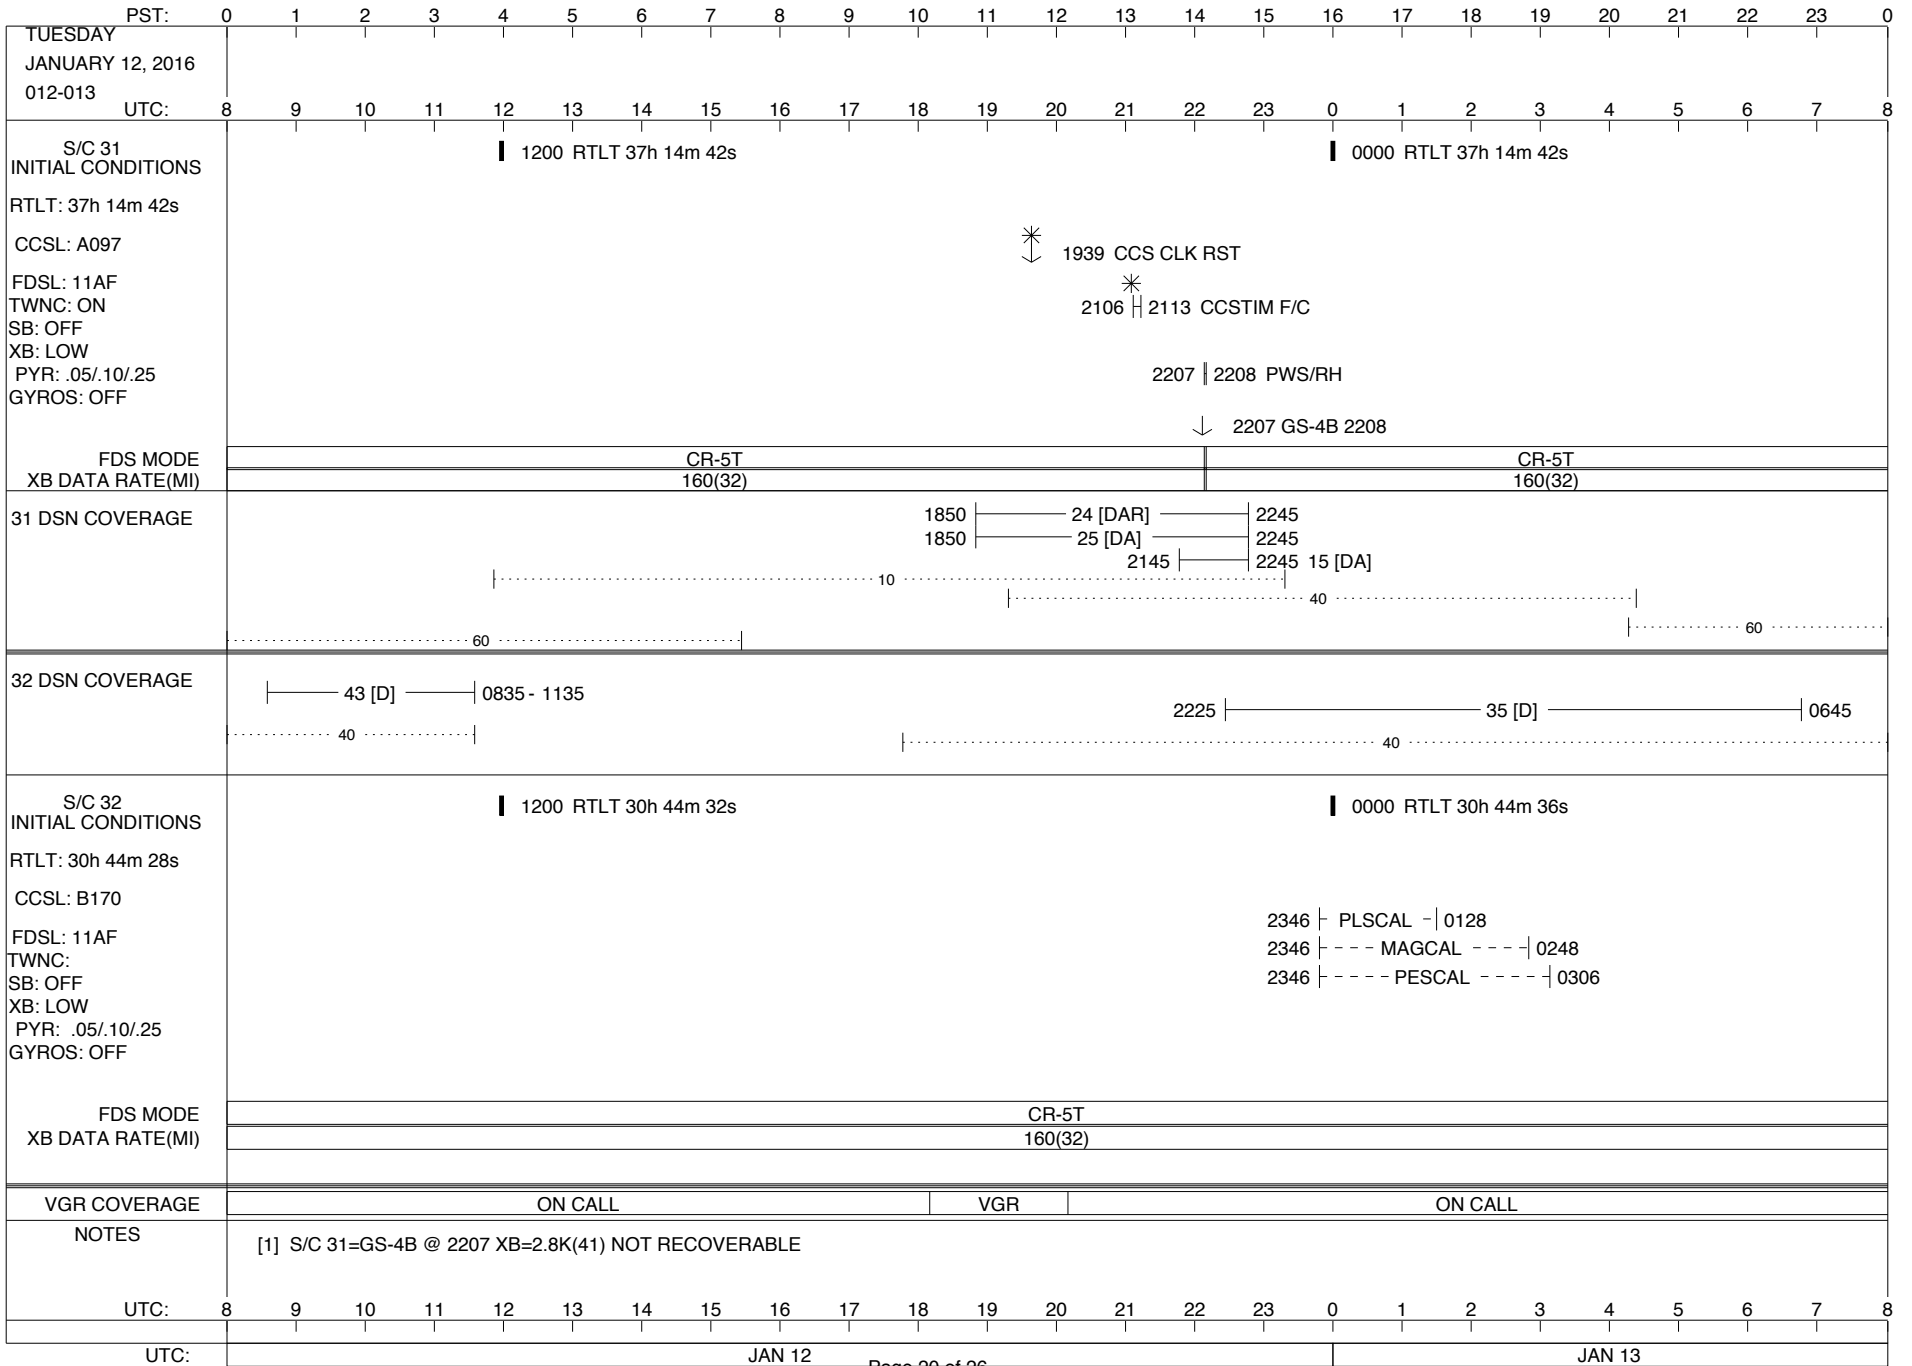 PST: 0 1 2 3 4 5 6 7 8 9 10 11 12 13 14 15 16 17 18 19 20 21 22 23 0
TUESDAY
JANUARY 12, 2016
012-013
UTC: 8 9 10 11 12 13 14 15 16 17 18 19 20 21 22 23 0 1 2 3 4 5 6 7 8
S/C 31
INITIAL CONDITIONS
1200 RTLT 37h 14m 42s
0000 RTLT 37h 14m 42s
RTLT: 37h 14m 42s
CCSL: A097
1939 CCS CLK RST
FDSL: 11AF
TWNC: ON
2106 2113 CCSTIM F/C
SB: OFF
XB: LOW
PYR: .05/.10/.25
2207 2208 PWS/RH
GYROS: OFF
2207 GS-4B 2208
FDS MODE CR-5T CR-5T
XB DATA RATE(MI) 160(32) 160(32)
31 DSN COVERAGE
1850 24 [DAR] 2245
1850 25 [DA] 2245
2145 2245 15 [DA]
10
40
60
60
32 DSN COVERAGE
43 [D] 0835 - 1135
2225 35 [D] 0645
40
40
S/C 32
INITIAL CONDITIONS
1200 RTLT 30h 44m 32s
0000 RTLT 30h 44m 36s
RTLT: 30h 44m 28s
CCSL: B170
2346 PLSCAL 0128
FDSL: 11AF
2346 MAGCAL 0248
TWNC:
2346 PESCAL 0306
SB: OFF
XB: LOW
PYR: .05/.10/.25
GYROS: OFF
FDS MODE CR-5T
XB DATA RATE(MI) 160(32)
VGR COVERAGE ON CALL VGR ON CALL
NOTES
[1] S/C 31=GS-4B @ 2207 XB=2.8K(41) NOT RECOVERABLE
UTC: 8 9 10 11 12 13 14 15 16 17 18 19 20 21 22 23 0 1 2 3 4 5 6 7 8
UTC: JAN 12 JAN 13